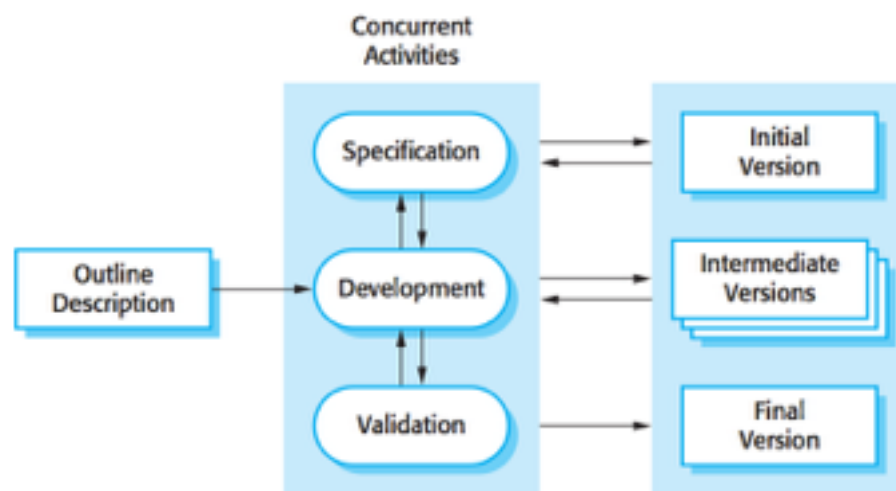 Concurrent
Activities
Specification
Initial
Version
Outline
Description
Development
Intermediate
Versions
Validation
Final
Version